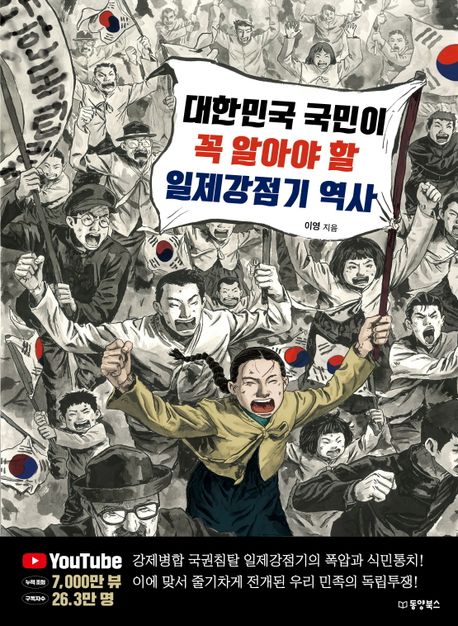 대한민국 국민이
꼭 알아야 할
일제강점기 역사
이영 지음
YouTube
누적 조회 7,000만 뷰
구독자수 26.3만 명
강제병합 국권침탈 일제강점기의 폭압과 식민통치!
이에 맞서 줄기차게 전개된 우리 민족의 독립투쟁!
동양북스